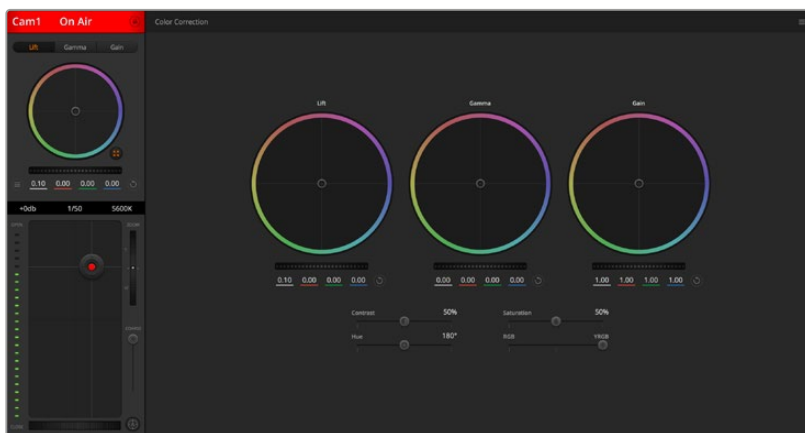 Cam1 On Air
Color Correction
Lift Gamma Gain
Lift Gamma Gain
0.10 0.00 0.00 0.00
+0db 1/50 5600K
0.10 0.00 0.00 0.00
0.00 0.00 0.00 0.00
1.00 1.00 1.00 1.00
Contrast 50%
Saturation 50%
Hue 180°
RGB YRGB